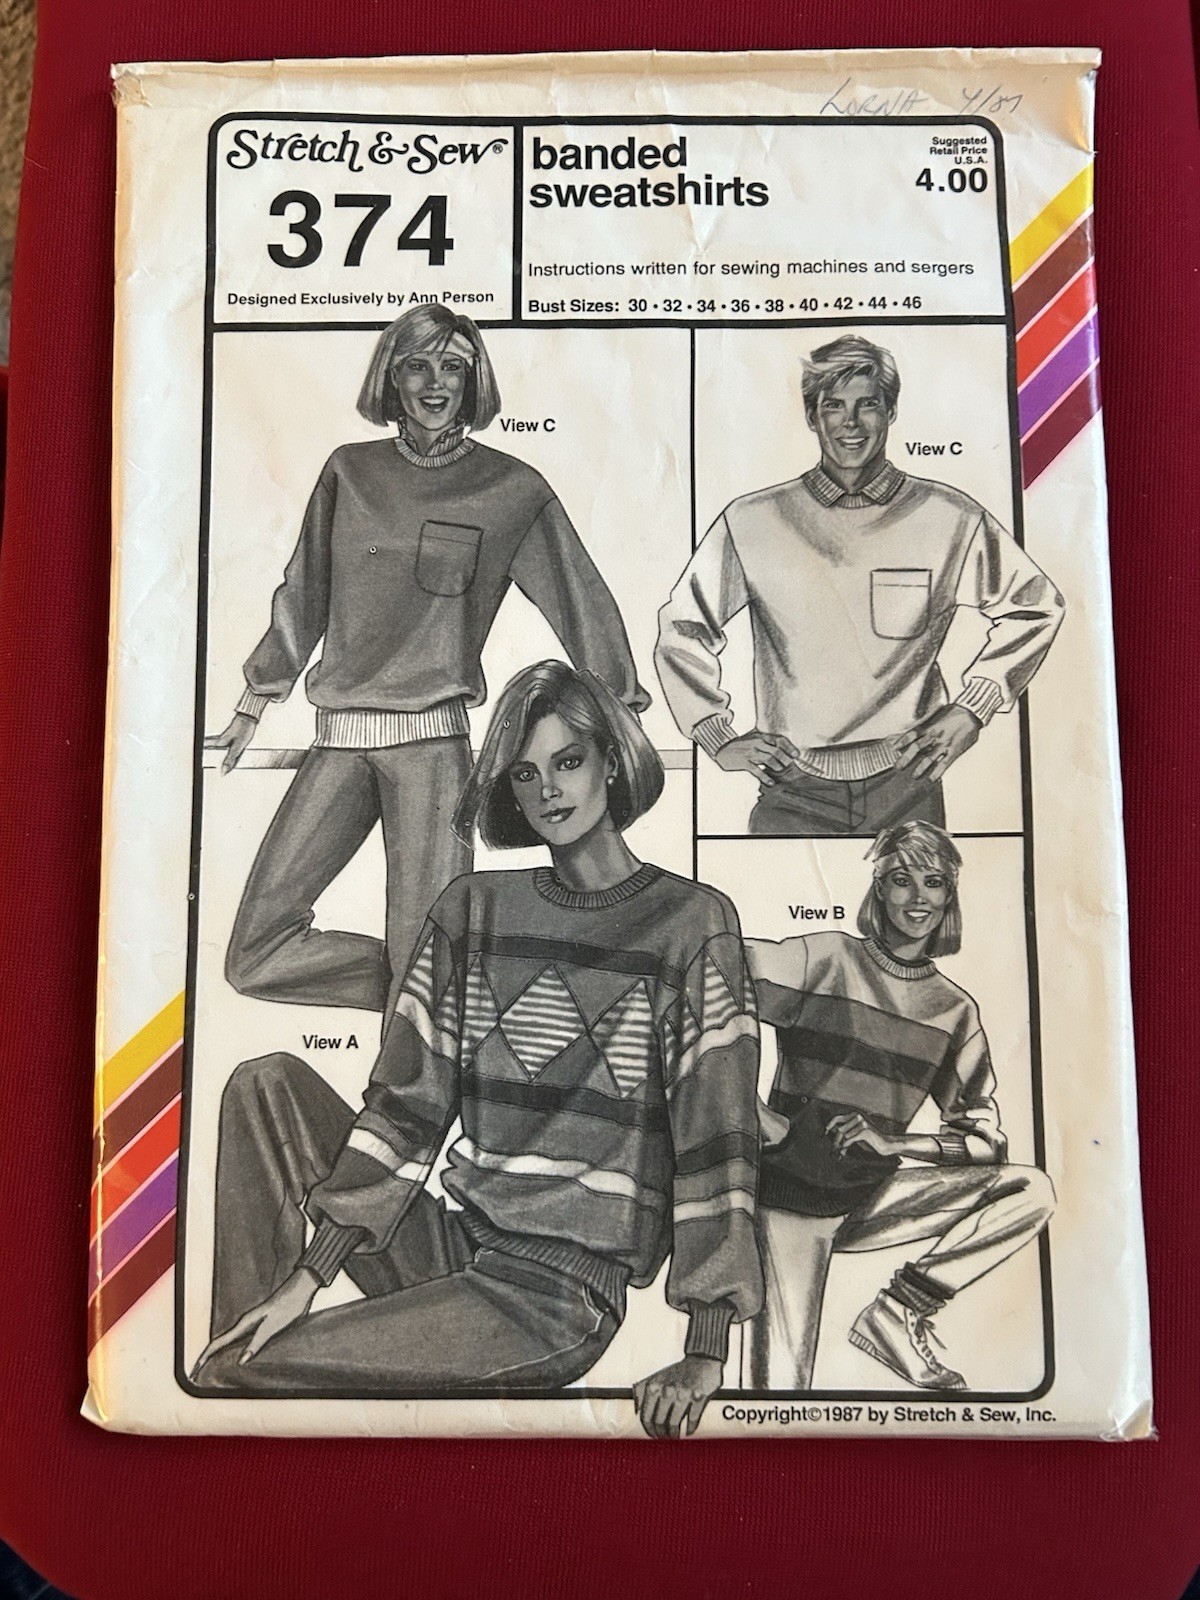 LORNA 4/87
Stretch & Sew®
374
Designed Exclusively by Ann Person
banded
sweatshirts
Suggested
Retail Price
U.S.A.
4.00
Instructions written for sewing machines and sergers
Bust Sizes: 30 • 32 • 34 • 36 • 38 • 40 • 42 • 44 • 46
View C
View C
View B
View A
Copyright©1987 by Stretch & Sew, Inc.